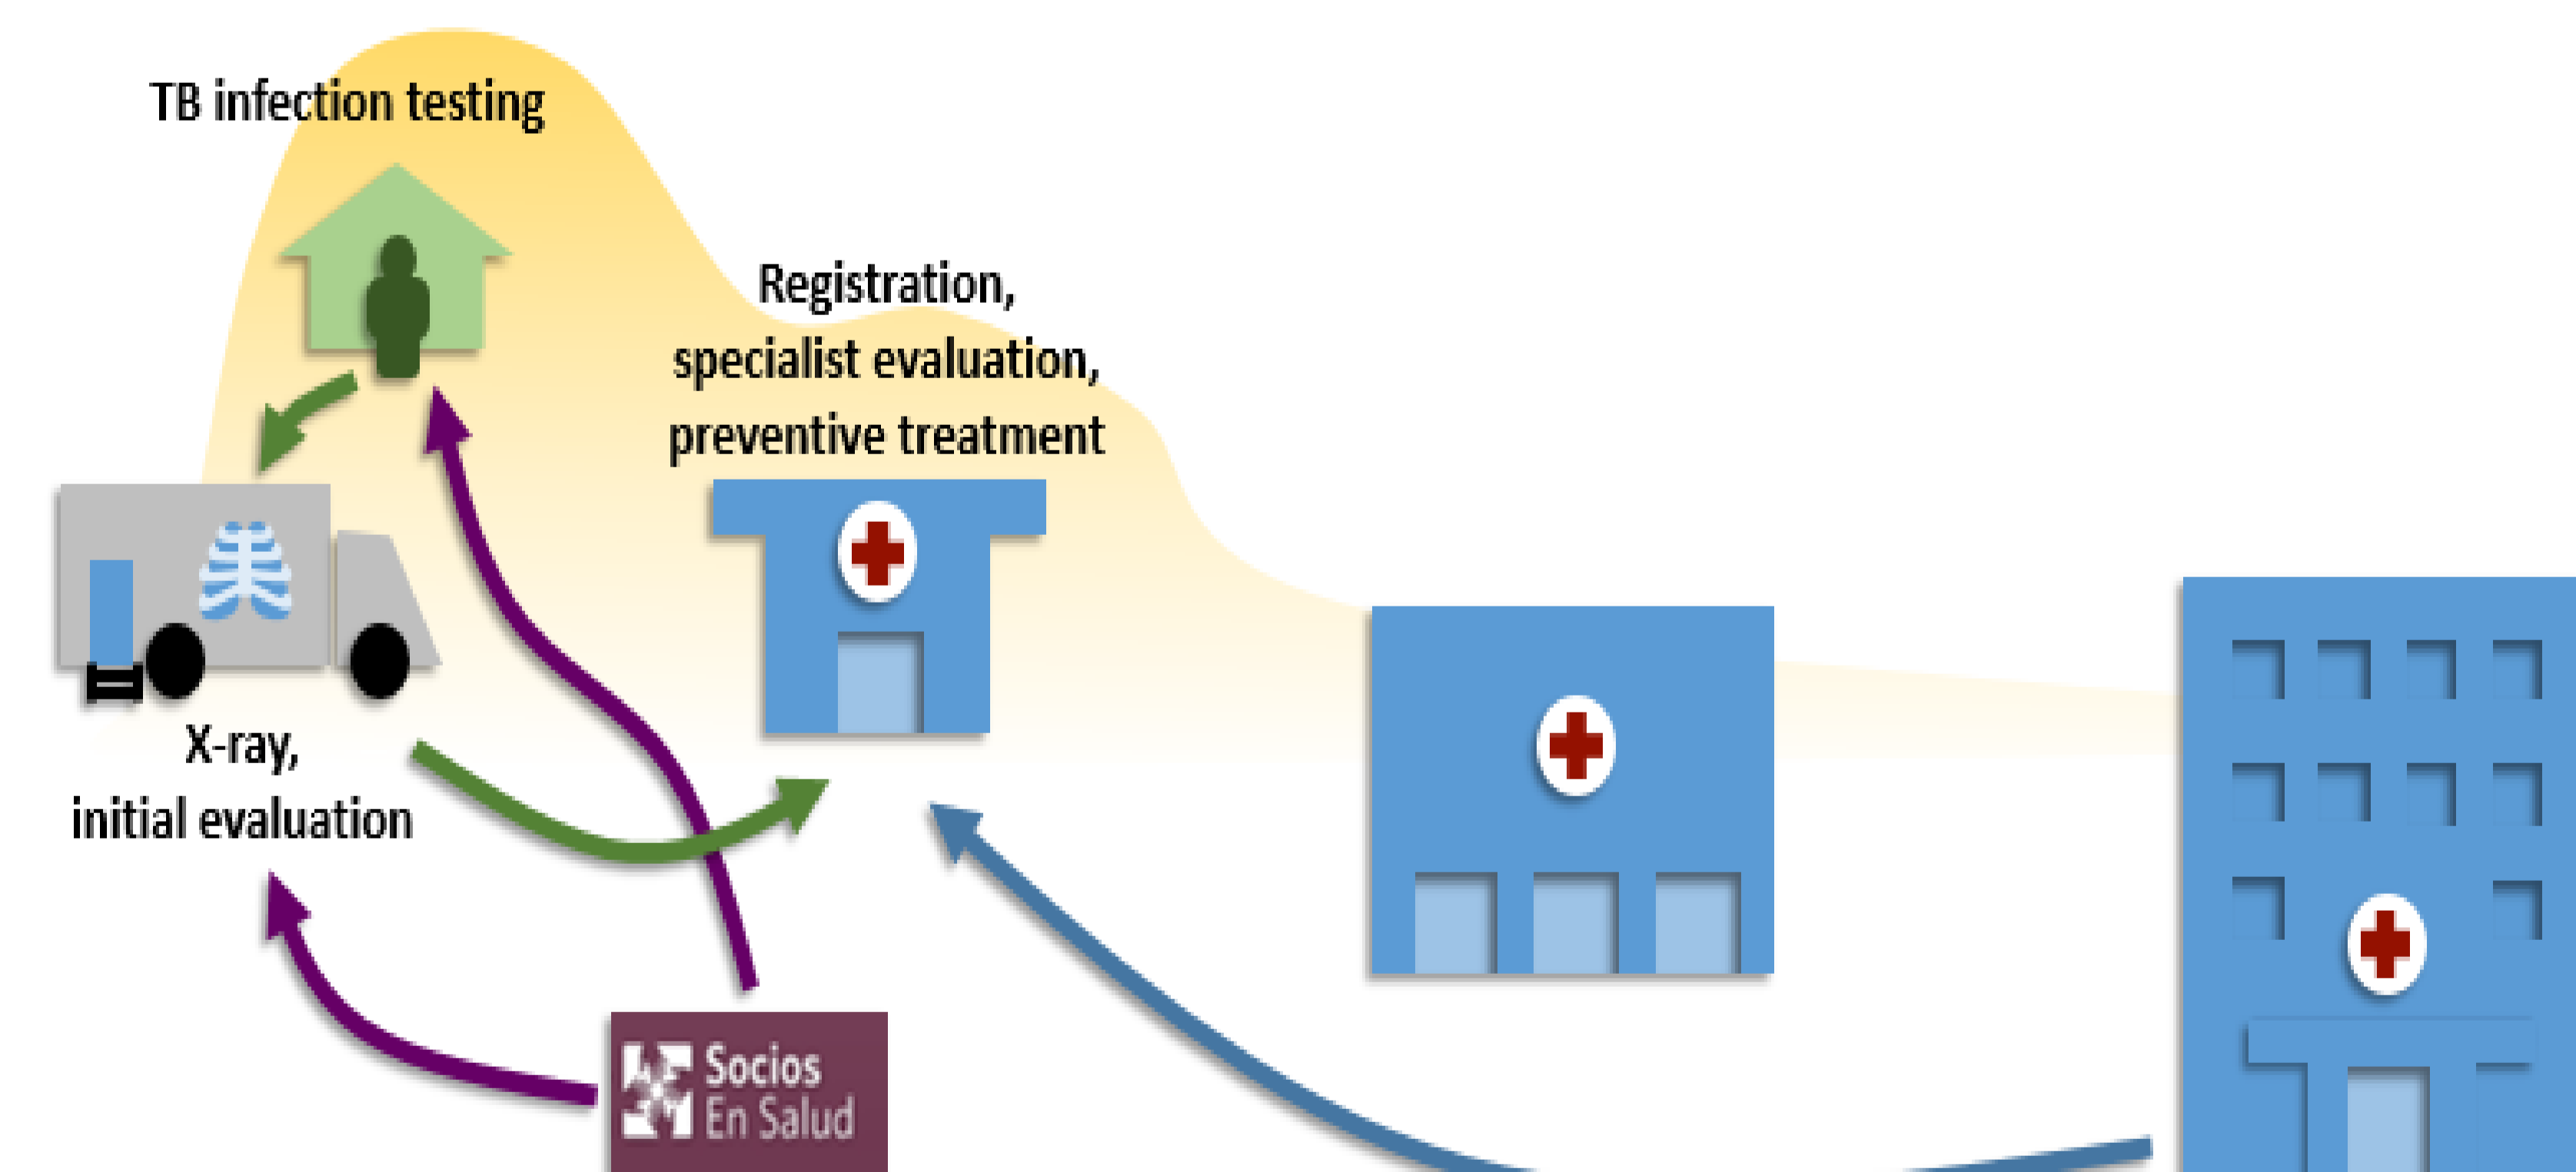 TB infection testing
Registration,
specialist evaluation,
preventive treatment
X-ray,
initial evaluation
Socios
En Salud